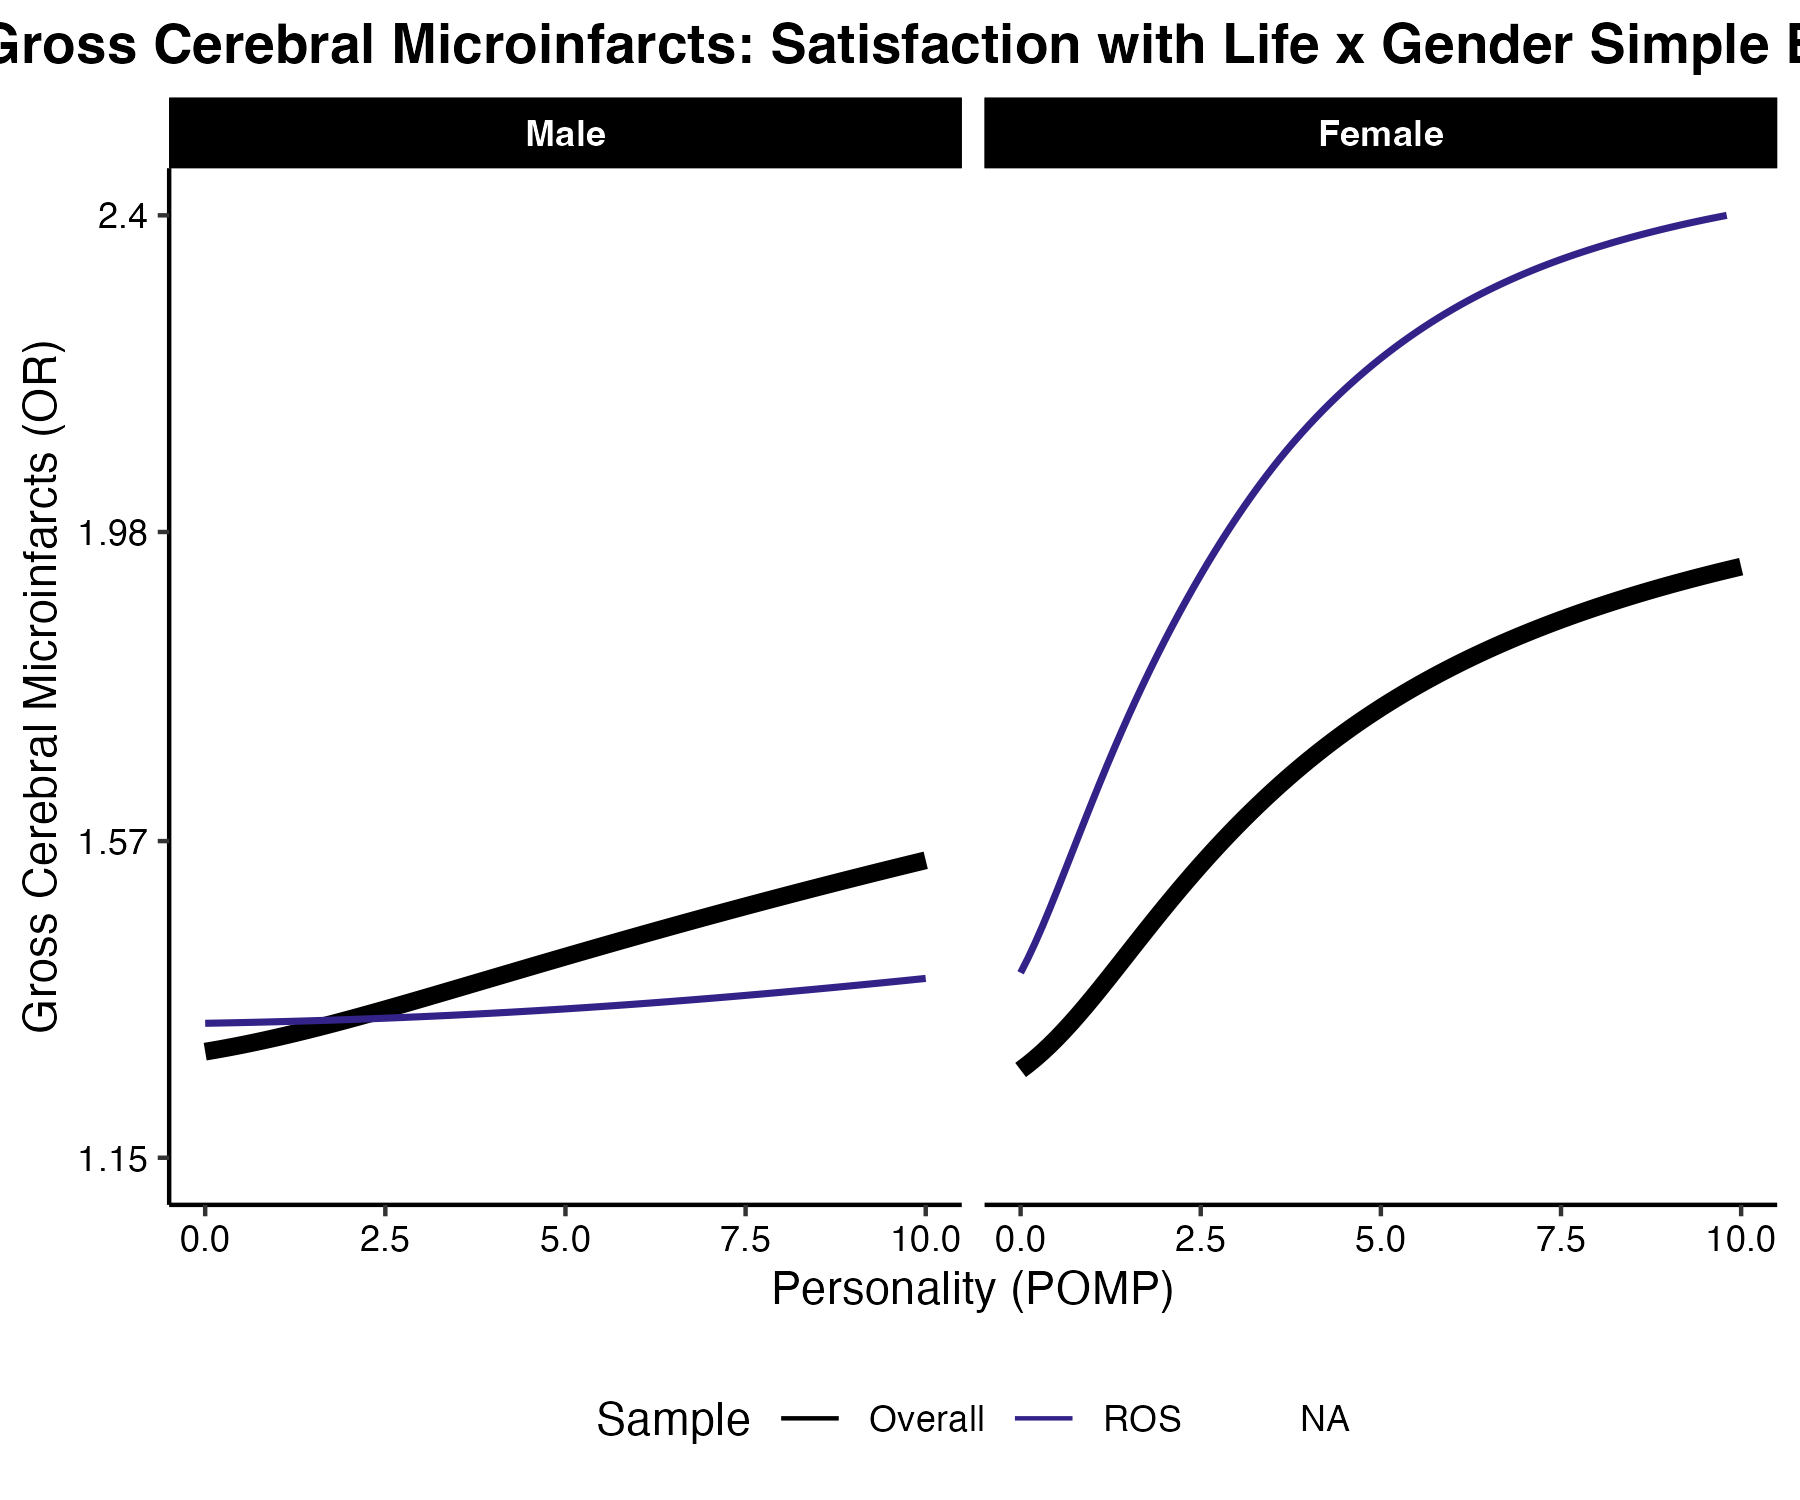 Gross Cerebral Microinfarcts: Satisfaction with Life x Gender Simple E
Male Female
Gross Cerebral Microinfarcts (OR)
2.4
1.98
1.57
1.15
0.0 2.5 5.0 7.5 10.0 0.0 2.5 5.0 7.5 10.0
Personality (POMP)
Sample Overall ROS NA